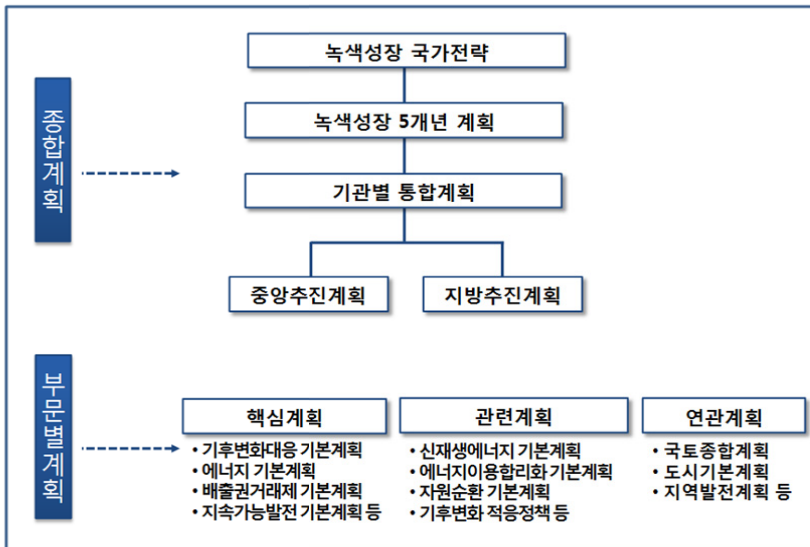 종합계획
녹색성장 국가전략
녹색성장 5개년 계획
기관별 통합계획
중앙추진계획
지방추진계획
부문별계획
핵심계획
• 기후변화대응 기본계획
• 에너지 기본계획
• 배출권거래제 기본계획
• 지속가능발전 기본계획 등
관련계획
• 신재생에너지 기본계획
• 에너지이용합리화 기본계획
• 자원순환 기본계획
• 기후변화 적응정책 등
연관계획
• 국토종합계획
• 도시기본계획
• 지역발전계획 등